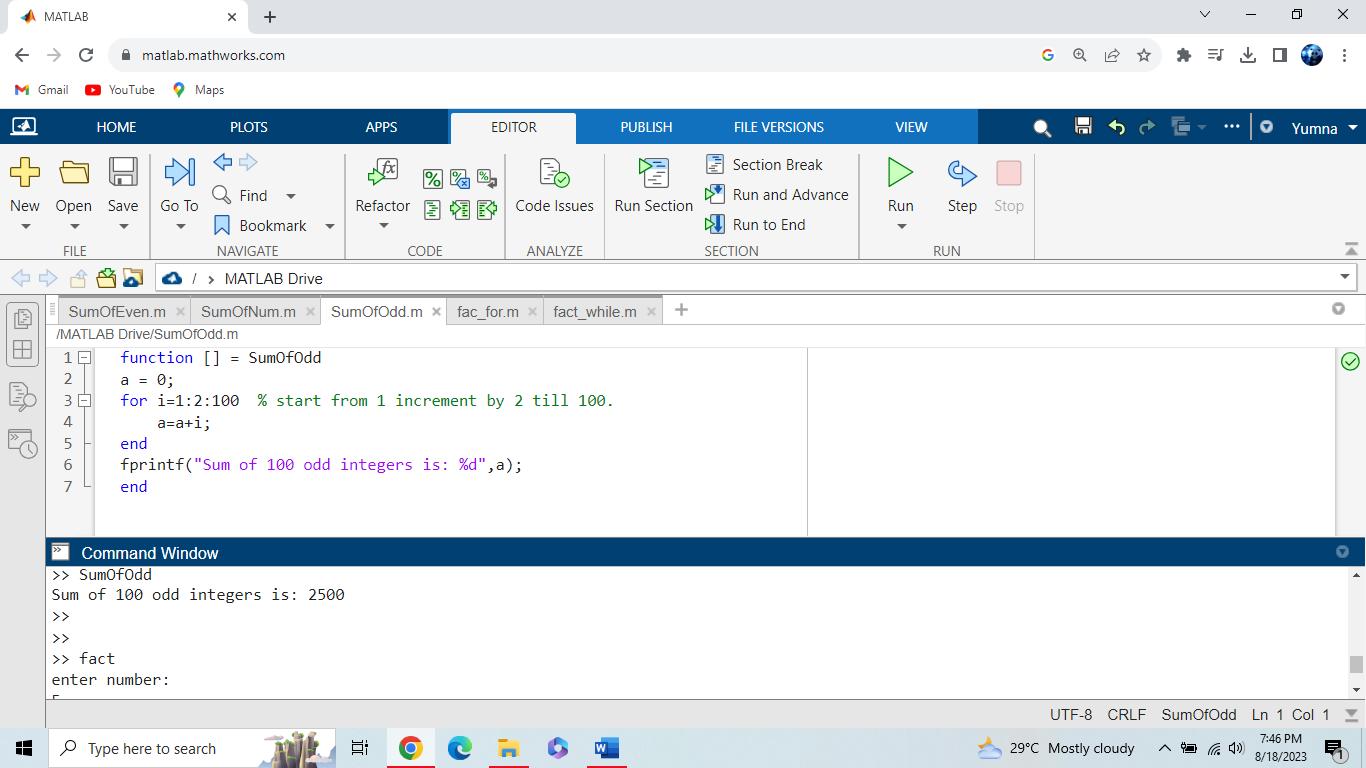 MATLAB
matlab.mathworks.com
Gmail YouTube Maps
HOME PLOTS APPS EDITOR PUBLISH FILE VERSIONS VIEW Yumna
New Open Save Go To Find Bookmark Refactor Code Issues Run Section Section Break Run and Advance Run to End Run Step Stop
FILE NAVIGATE CODE ANALYZE SECTION RUN
/ › MATLAB Drive
SumOfEven.m × SumOfNum.m × SumOfOdd.m × fac_for.m × fact_while.m × +
/MATLAB Drive/SumOfOdd.m
1 function [] = SumOfOdd
2 a = 0;
3 for i=1:2:100  % start from 1 increment by 2 till 100.
4     a=a+i;
5 end
6 fprintf("Sum of 100 odd integers is: %d",a);
7 end
Command Window
>> SumOfOdd
Sum of 100 odd integers is: 2500
>>
>>
>> fact
enter number:
UTF-8 CRLF SumOfOdd Ln 1 Col 1
Type here to search 29°C Mostly cloudy 7:46 PM
8/18/2023 1